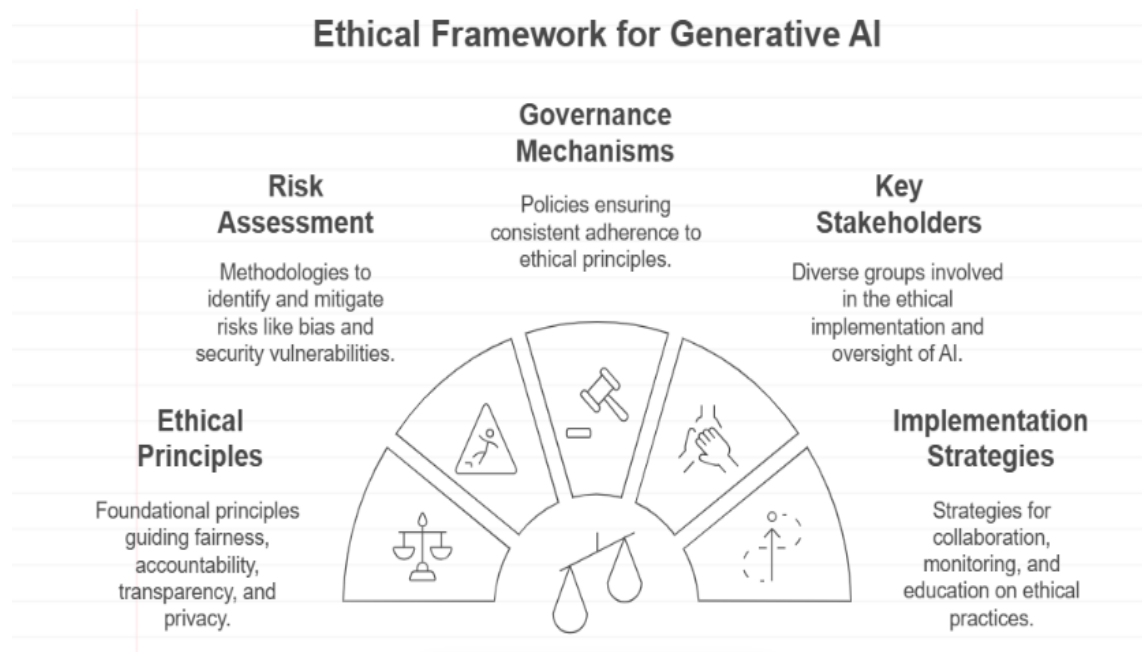 Ethical Framework for Generative AI
Governance
Mechanisms
Policies ensuring
consistent adherence to
ethical principles.
Risk
Assessment
Methodologies to
identify and mitigate
risks like bias and
security vulnerabilities.
Key
Stakeholders
Diverse groups involved
in the ethical
implementation and
oversight of AI.
Ethical
Principles
Foundational principles
guiding fairness,
accountability,
transparency, and
privacy.
Implementation
Strategies
Strategies for
collaboration,
monitoring, and
education on ethical
practices.